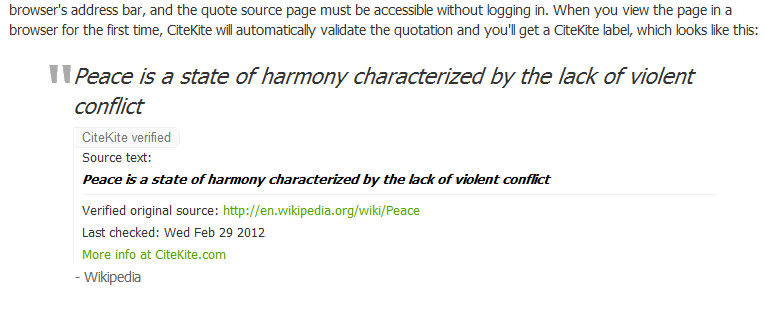 browser's address bar, and the quote source page must be accessible without logging in. When you view the page in a
browser for the first time, CiteKite will automatically validate the quotation and you'll get a CiteKite label, which looks like this:
"Peace is a state of harmony characterized by the lack of violent
conflict
CiteKite verified
Source text:
Peace is a state of harmony characterized by the lack of violent conflict
Verified original source: http://en.wikipedia.org/wiki/Peace
Last checked: Wed Feb 29 2012
More info at CiteKite.com
- Wikipedia